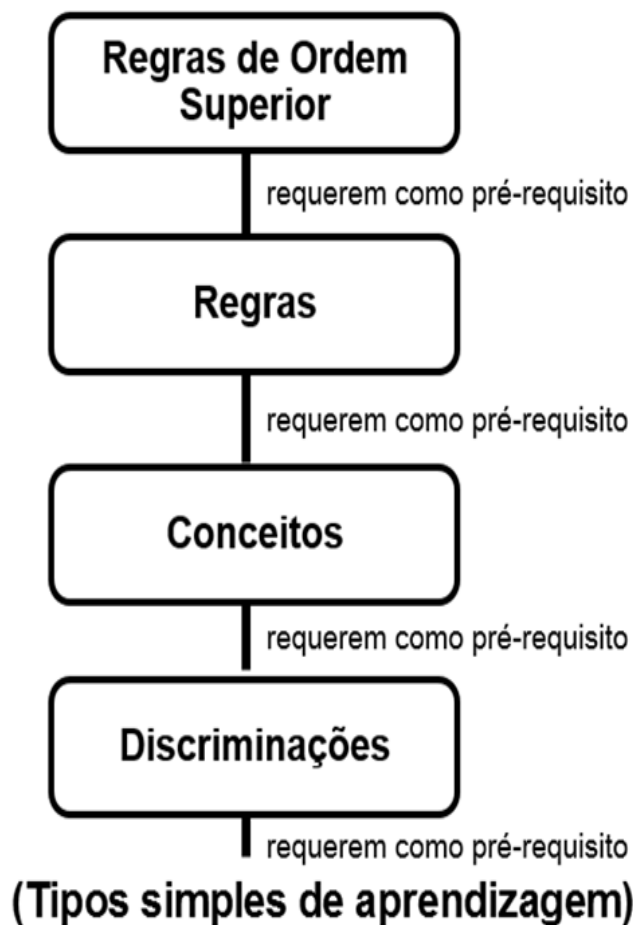 Regras de Ordem
Superior
requerem como pré-requisito
Regras
requerem como pré-requisito
Conceitos
requerem como pré-requisito
Discriminações
requerem como pré-requisito
(Tipos simples de aprendizagem)